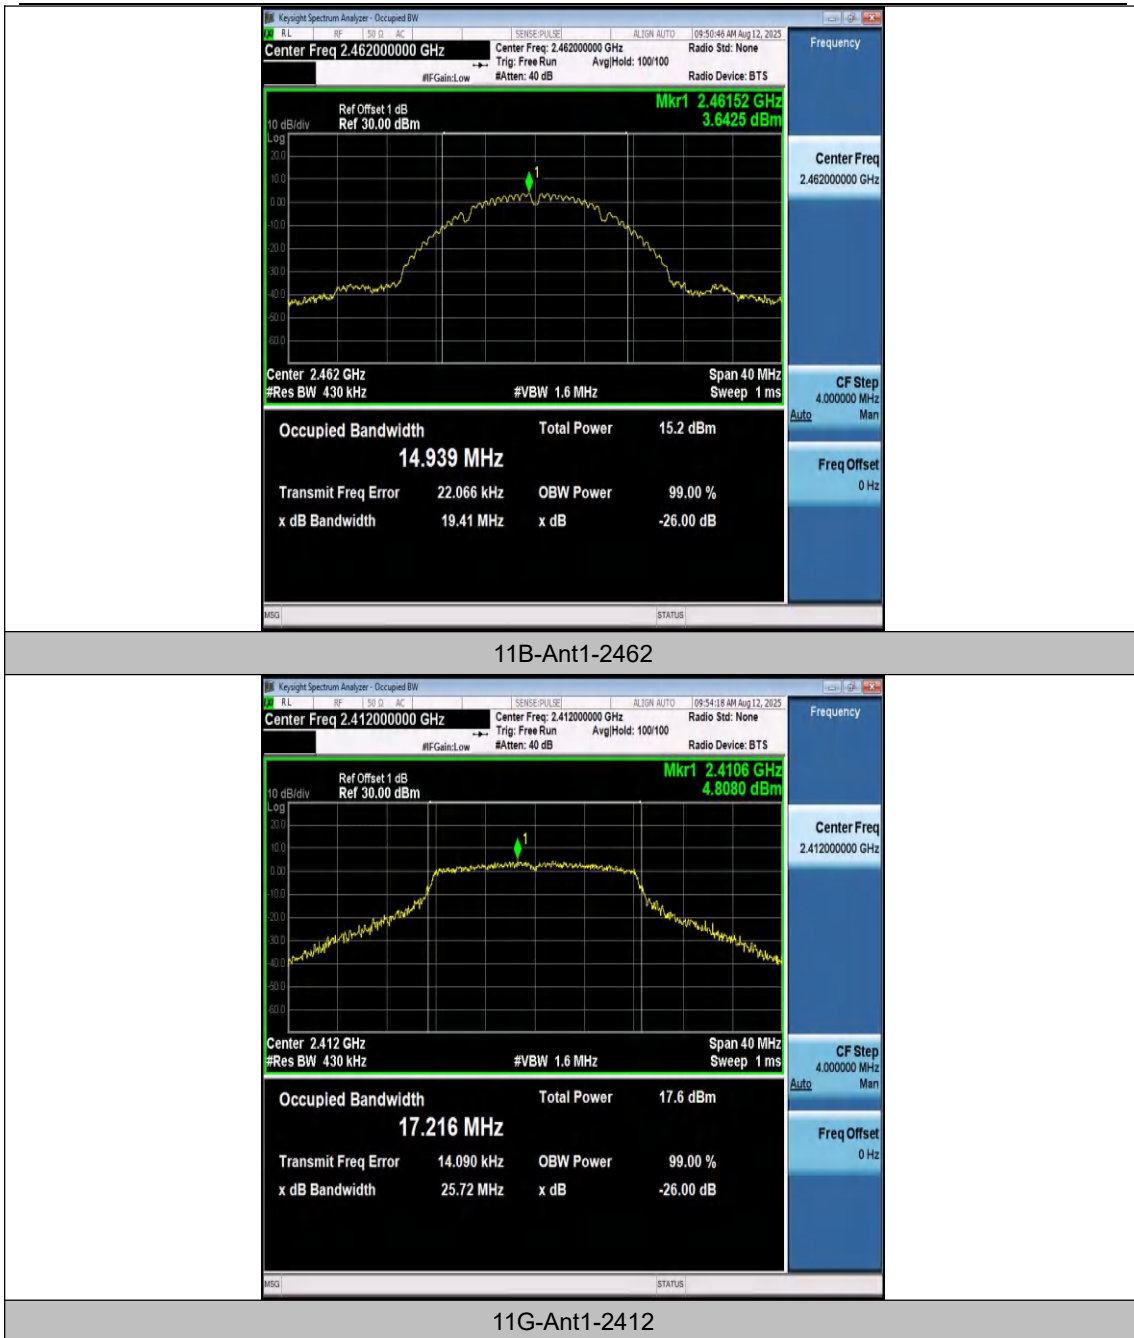 Keysight Spectrum Analyzer - Occupied BW
RL RF 50 Ω AC SENSE:PULSE ALIGN AUTO 09:50:46 AM Aug 12, 2025
Center Freq 2.462000000 GHz Center Freq: 2.462000000 GHz Radio Std: None Frequency
Trig: Free Run Avg|Hold: 100/100
#IFGain:Low #Atten: 40 dB Radio Device: BTS
Mkr1 2.46152 GHz
3.6425 dBm
Ref Offset 1 dB
10 dB/div Ref 30.00 dBm
Log
20.0
10.0
0.00
-10.0
-20.0
-30.0
-40.0
-50.0
-60.0
1
Center Freq
2.462000000 GHz
Center 2.462 GHz Span 40 MHz
#Res BW 430 kHz #VBW 1.6 MHz Sweep 1 ms
CF Step
4.000000 MHz
Auto Man
Occupied Bandwidth Total Power 15.2 dBm
14.939 MHz
Transmit Freq Error 22.066 kHz OBW Power 99.00 %
x dB Bandwidth 19.41 MHz x dB -26.00 dB
Freq Offset
0 Hz
MSG STATUS
11B-Ant1-2462
Keysight Spectrum Analyzer - Occupied BW
RL RF 50 Ω AC SENSE:PULSE ALIGN AUTO 09:54:18 AM Aug 12, 2025
Center Freq 2.412000000 GHz Center Freq: 2.412000000 GHz Radio Std: None Frequency
Trig: Free Run Avg|Hold: 100/100
#IFGain:Low #Atten: 40 dB Radio Device: BTS
Mkr1 2.4106 GHz
4.8080 dBm
Ref Offset 1 dB
10 dB/div Ref 30.00 dBm
Log
20.0
10.0
0.00
-10.0
-20.0
-30.0
-40.0
-50.0
-60.0
1
Center Freq
2.412000000 GHz
Center 2.412 GHz Span 40 MHz
#Res BW 430 kHz #VBW 1.6 MHz Sweep 1 ms
CF Step
4.000000 MHz
Auto Man
Occupied Bandwidth Total Power 17.6 dBm
17.216 MHz
Transmit Freq Error 14.090 kHz OBW Power 99.00 %
x dB Bandwidth 25.72 MHz x dB -26.00 dB
Freq Offset
0 Hz
MSG STATUS
11G-Ant1-2412